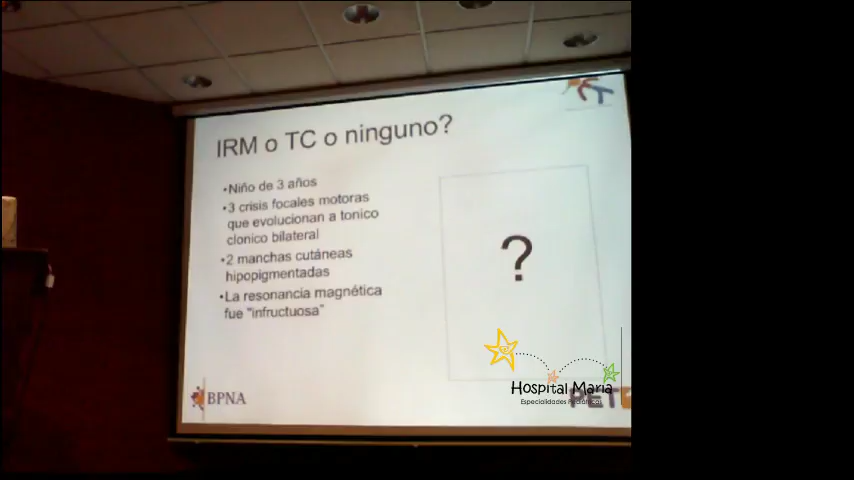 IRM o TC o ninguno?
•Niño de 3 años
•3 crisis focales motoras
que evolucionan a tonico
clonico bilateral
•2 manchas cutáneas
hipopigmentadas
•La resonancia magnética
fue "infructuosa"
?
BPNA
Hospital María
Especialidades Pediátricas
PET